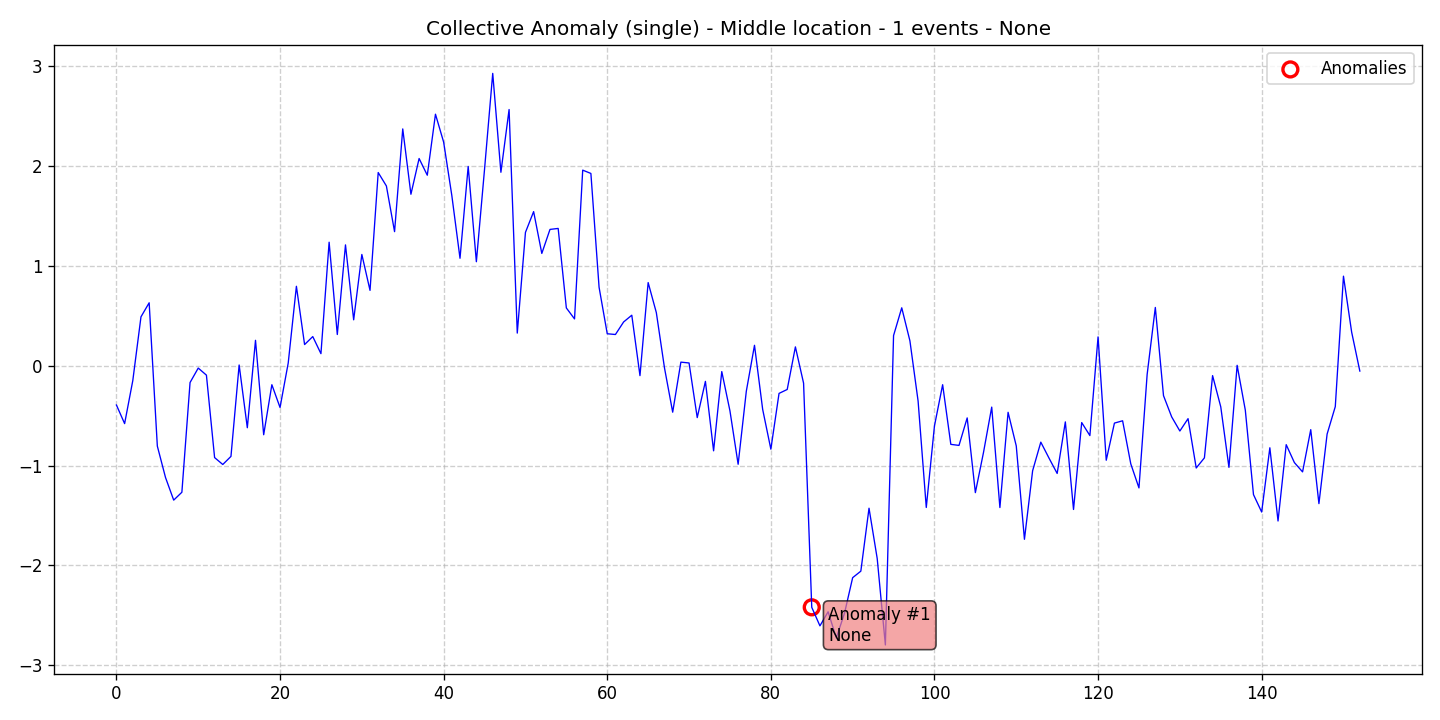 Collective Anomaly (single) - Middle location - 1 events - None
Anomalies
3
2
1
0
−1
−2
−3
Anomaly #1
None
0 20 40 60 80 100 120 140